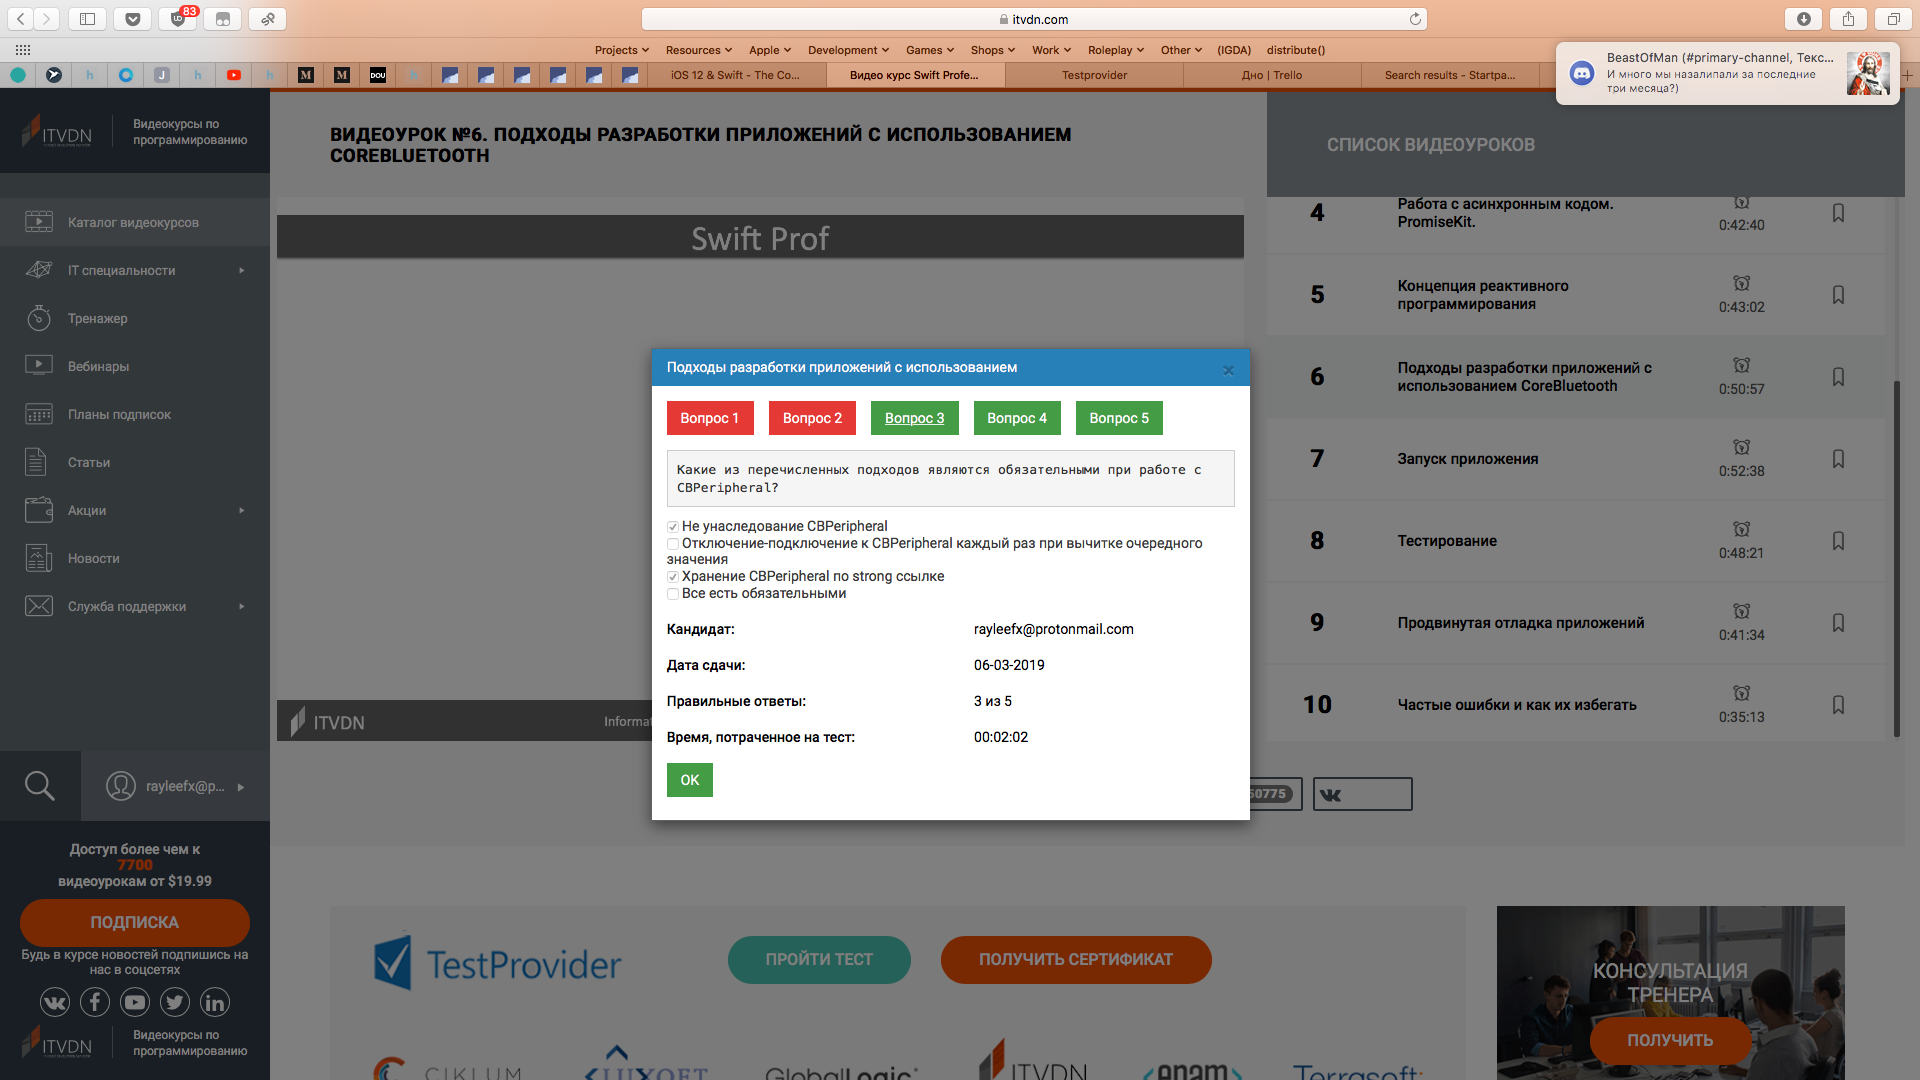 83
itvdn.com
Projects
Resources
Apple
Development
Games
Shops
Work
Roleplay
Other
(IGDA)
distribute()
h
J
h
h
M
M
DOU
h
iOS 12 & Swift - The Co...
Видео курс Swift Profe...
Testprovider
Дно | Trello
Search results - Startpa...
BeastOfMan (#primary-channel, Текс...
И много мы назалипали за последние
три месяца?)
ITVDN
Видеокурсы по
программированию
Каталог видеокурсов
IT специальности
Тренажер
Вебинары
Планы подписок
Статьи
Акции
Новости
Служба поддержки
rayleefx@p...
Доступ более чем к
7700
видеоурокам от $19.99
ПОДПИСКА
Будь в курсе новостей подпишись на
нас в соцсетях
ITVDN
Видеокурсы по
программированию
ВИДЕОУРОК №6. ПОДХОДЫ РАЗРАБОТКИ ПРИЛОЖЕНИЙ С ИСПОЛЬЗОВАНИЕМ
COREBLUETOOTH
Swift Prof
ITVDN
Informat
Подходы разработки приложений с использованием
×
Вопрос 1
Вопрос 2
Вопрос 3
Вопрос 4
Вопрос 5
Какие из перечисленных подходов являются обязательными при работе с
CBPeripheral?
Не унаследование CBPeripheral
Отключение-подключение к CBPeripheral каждый раз при вычитке очередного
значения
Хранение CBPeripheral по strong ссылке
Все есть обязательными
Кандидат: rayleefx@protonmail.com
Дата сдачи: 06-03-2019
Правильные ответы: 3 из 5
Время, потраченное на тест: 00:02:02
OK
СПИСОК ВИДЕОУРОКОВ
4
Работа с асинхронным кодом.
PromiseKit.
0:42:40
5
Концепция реактивного
программирования
0:43:02
6
Подходы разработки приложений с
использованием CoreBluetooth
0:50:57
7
Запуск приложения
0:52:38
8
Тестирование
0:48:21
9
Продвинутая отладка приложений
0:41:34
10
Частые ошибки и как их избегать
0:35:13
50775
TestProvider
ПРОЙТИ ТЕСТ
ПОЛУЧИТЬ СЕРТИФИКАТ
CIKLUM
LUXOFT
GlobalLogic
ITVDN
<epam>
Terrasoft
КОНСУЛЬТАЦИЯ
ТРЕНЕРА
ПОЛУЧИТЬ